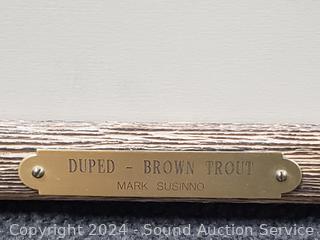 DUPED - BROWN TROUT
MARK SUSINNO
Copyright 2024 - Sound Auction Service